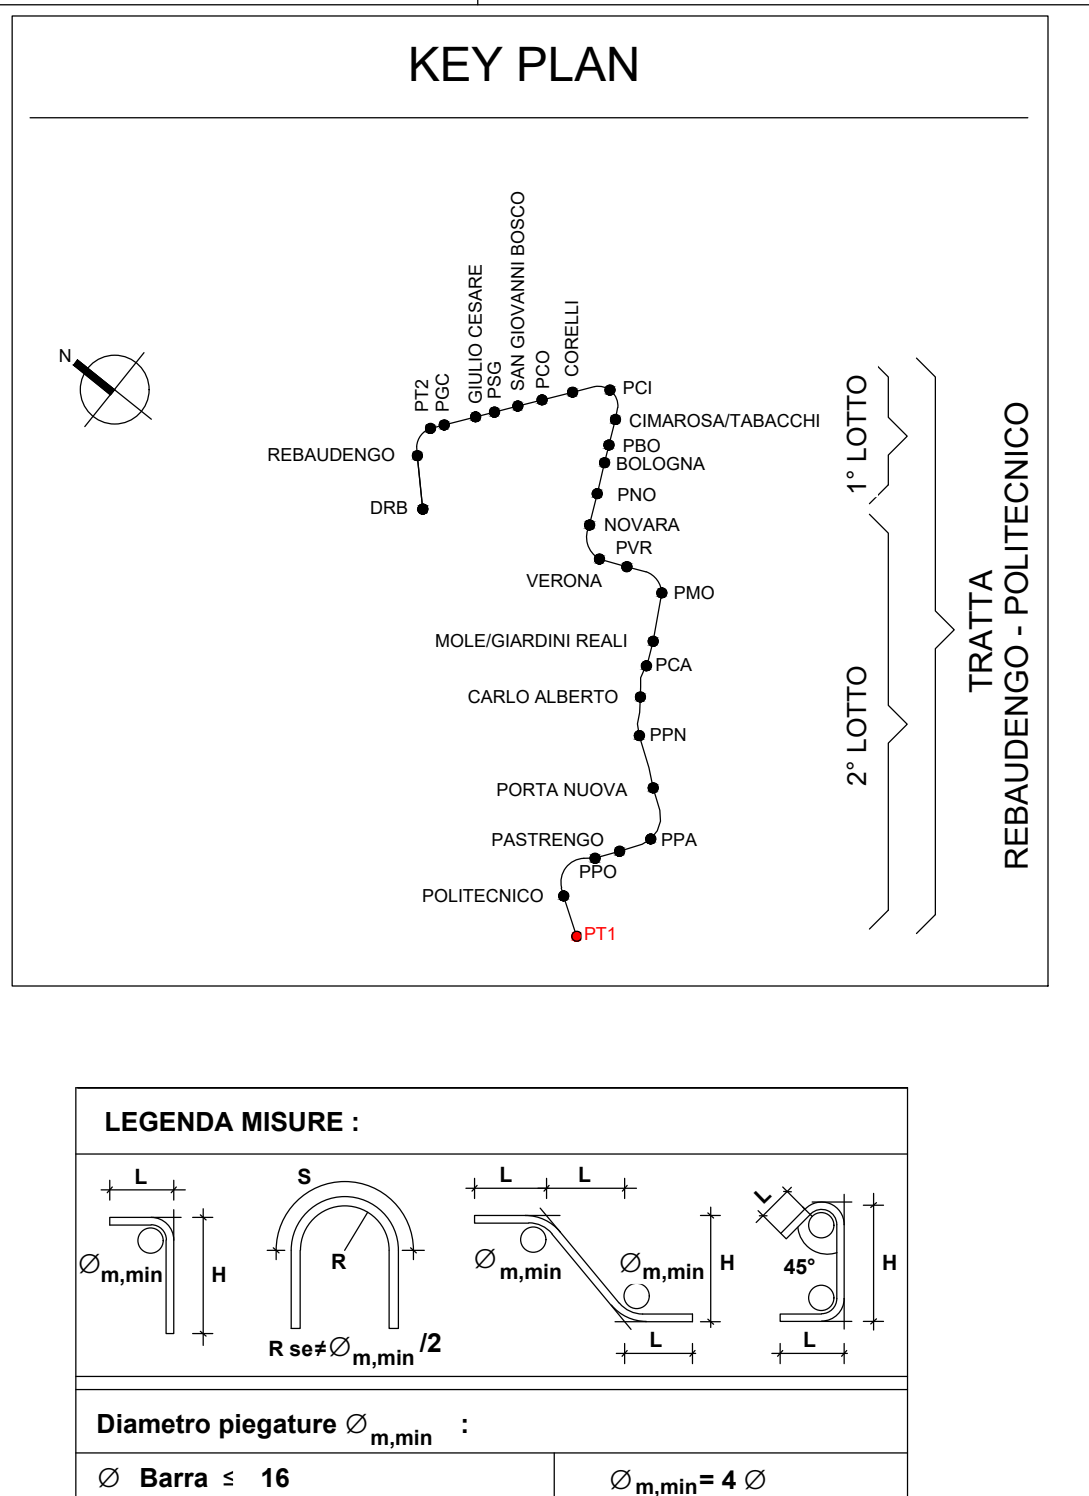 KEY PLAN
N
PT2
PGC
GIULIO CESARE
PSG
SAN GIOVANNI BOSCO
PCO
CORELLI
PCI
CIMAROSA/TABACCHI
REBAUDENGO
PBO
BOLOGNA
DRB
PNO
NOVARA
PVR
VERONA
PMO
MOLE/GIARDINI REALI
PCA
CARLO ALBERTO
PPN
PORTA NUOVA
PASTRENGO
PPA
PPO
POLITECNICO
PT1
1° LOTTO
2° LOTTO
TRATTA
REBAUDENGO - POLITECNICO
LEGENDA MISURE :
L
∅m,min
H
S
R
R se≠∅m,min /2
L
L
∅m,min
∅m,min
H
L
L
45°
H
L
Diametro piegature ∅m,min :
∅ Barra ≤ 16
∅m,min= 4 ∅